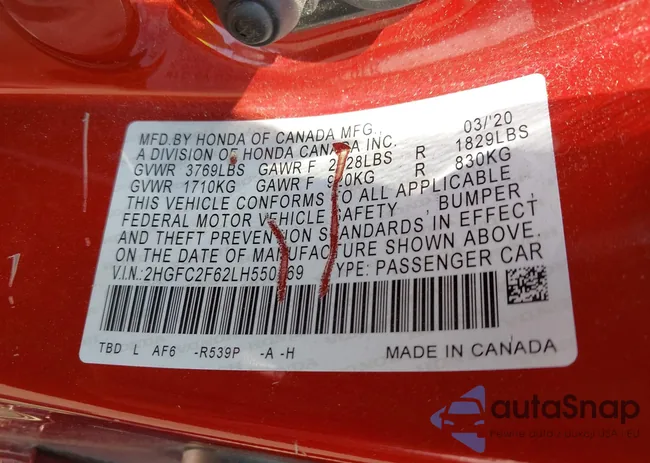 MFD.BY HONDA OF CANADA MFG., 03/'20
A DIVISION OF HONDA CANADA INC.
GVWR 3769LBS GAWR F LBS R 1829LBS
GVWR 1710KG GAWR F KG R 830KG
THIS VEHICLE CONFORMS TO ALL APPLICABLE
FEDERAL MOTOR VEHICLE SAFETY, BUMPER,
AND THEFT PREVENTION STANDARDS IN EFFECT
ON THE DATE OF MANUFACTURE SHOWN ABOVE.
V.I.N.: TYPE: PASSENGER CAR
TBD L AF6 -R539P -A -H MADE IN CANADA
autaSnap